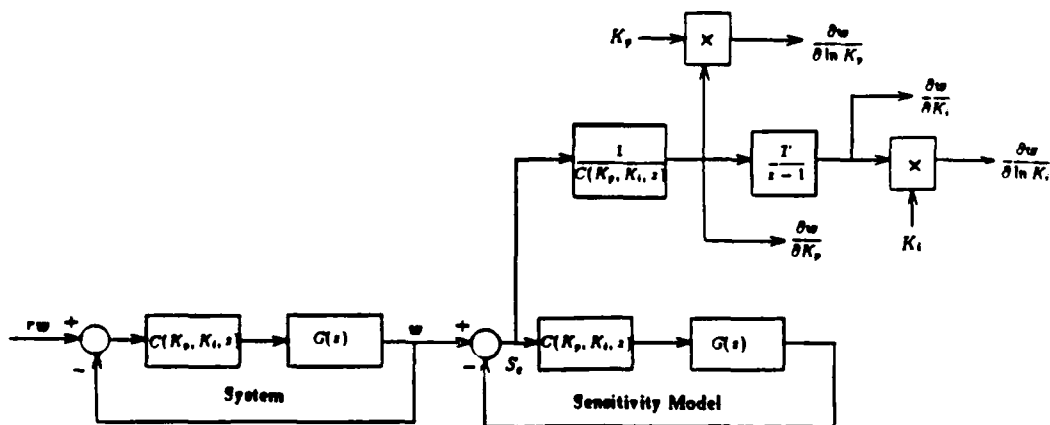 K_p × ∂w/∂ ln K_p
∂w/∂K_i
1/C(K_p, K_i, z) T/(z − 1) × ∂w/∂ ln K_i
∂w/∂K_p K_i
rw + − C(K_p, K_i, z) G(z) w + − S_c C(K_p, K_i, z) G(z)
System Sensitivity Model